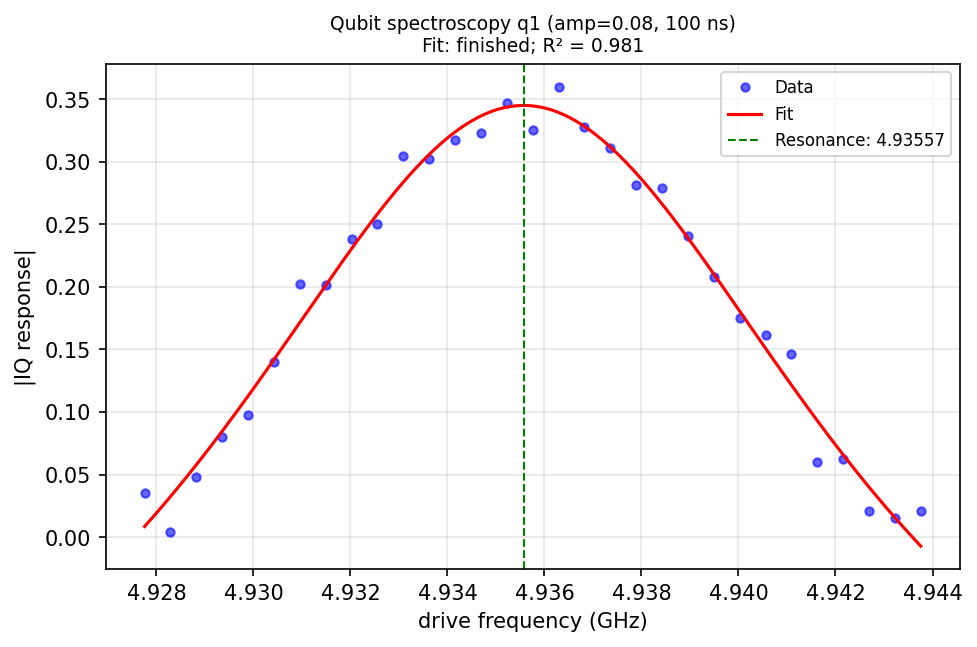 Qubit spectroscopy q1 (amp=0.08, 100 ns)
Fit: finished; R² = 0.981
Data
Fit
Resonance: 4.93557
|IQ response|
0.35
0.30
0.25
0.20
0.15
0.10
0.05
0.00
4.928 4.930 4.932 4.934 4.936 4.938 4.940 4.942 4.944
drive frequency (GHz)